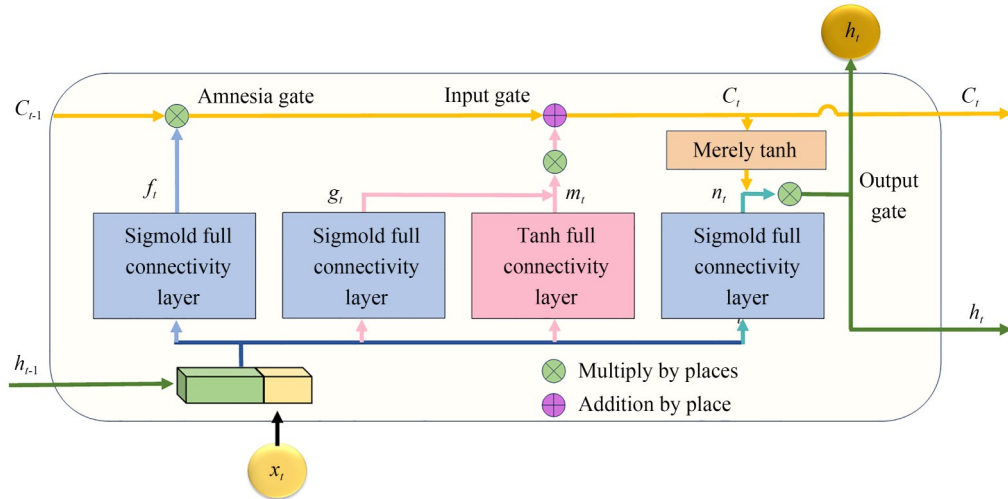 h_t
C_{t-1}
Amnesia gate
Input gate
C_t
C_t
Merely tanh
f_t
g_t
m_t
n_t
Output
gate
Sigmold full
connectivity
layer
Sigmold full
connectivity
layer
Tanh full
connectivity
layer
Sigmold full
connectivity
layer
h_t
h_{t-1}
Multiply by places
Addition by place
x_t